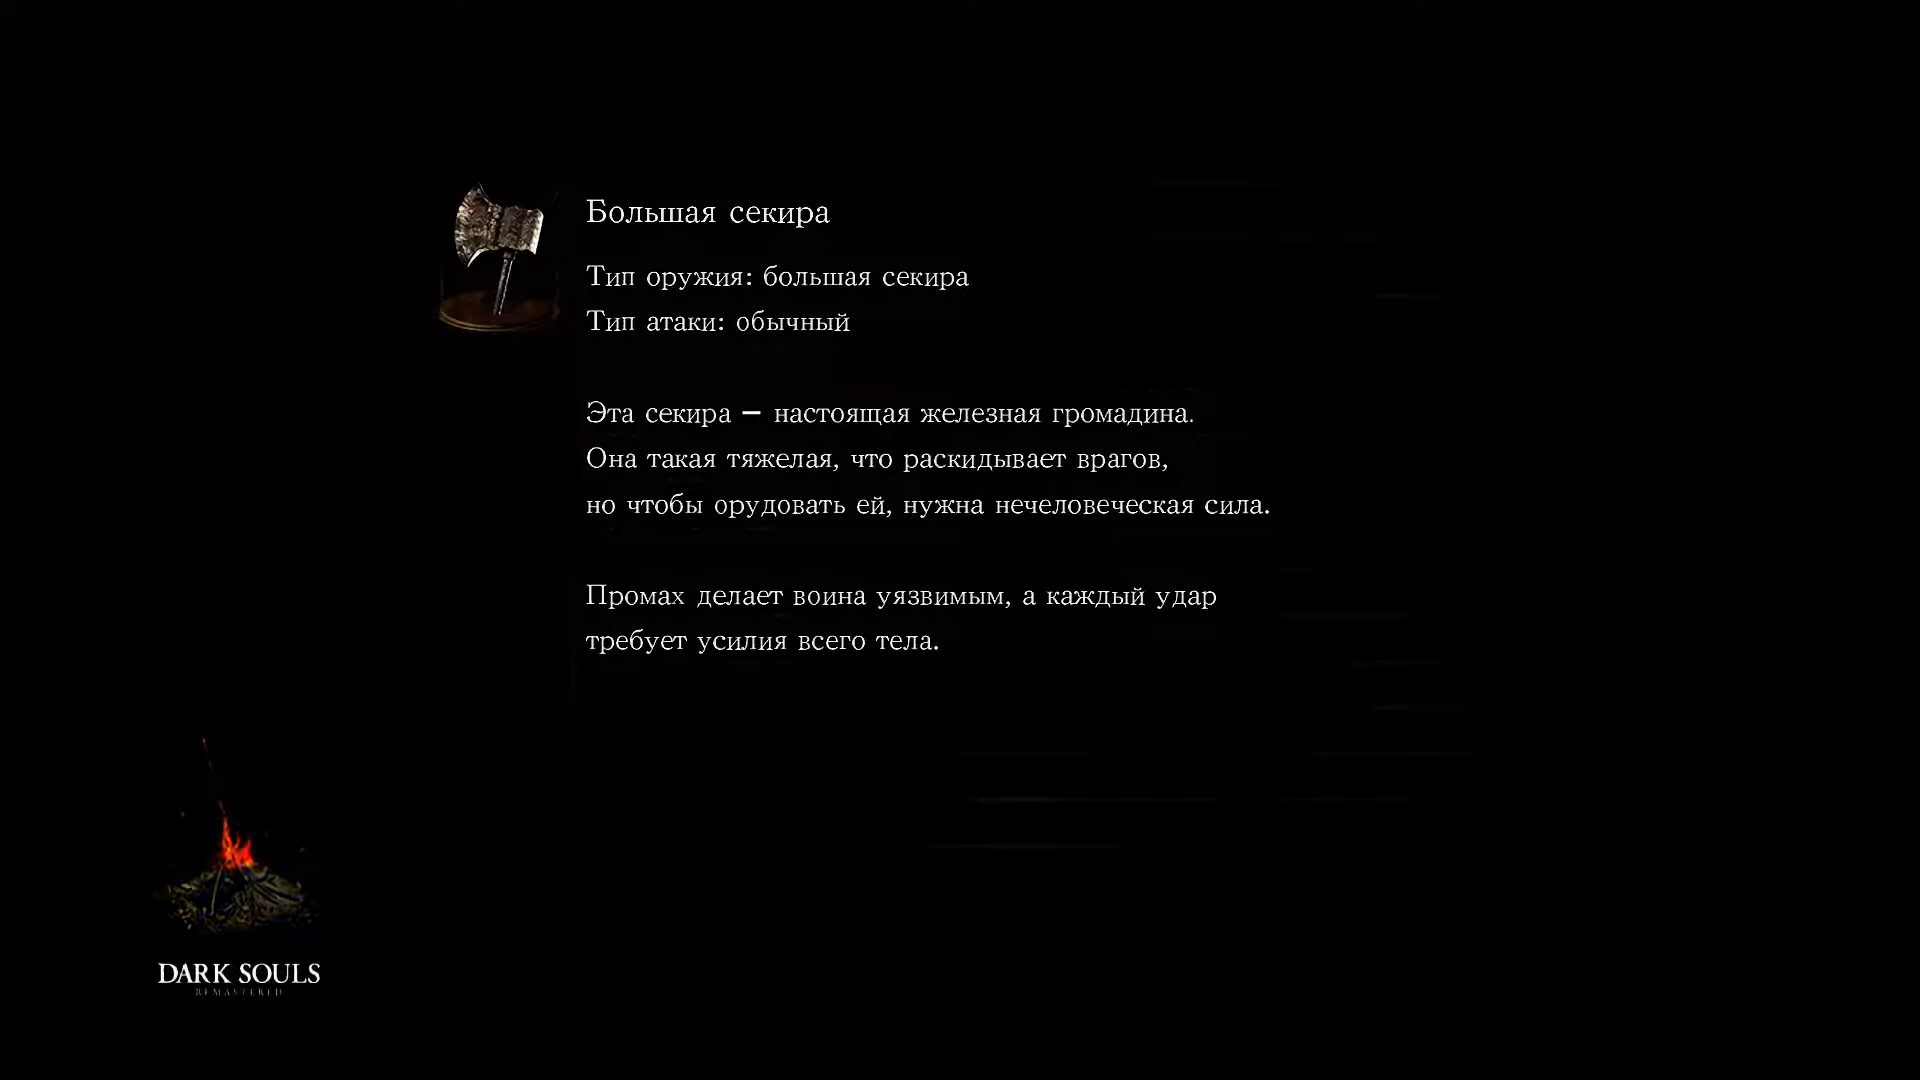 Большая секира
Тип оружия: большая секира
Тип атаки: обычный
Эта секира — настоящая железная громадина.
Она такая тяжелая, что раскидывает врагов,
но чтобы орудовать ей, нужна нечеловеческая сила.
Промах делает воина уязвимым, а каждый удар
требует усилия всего тела.
DARK SOULS
REMASTERED